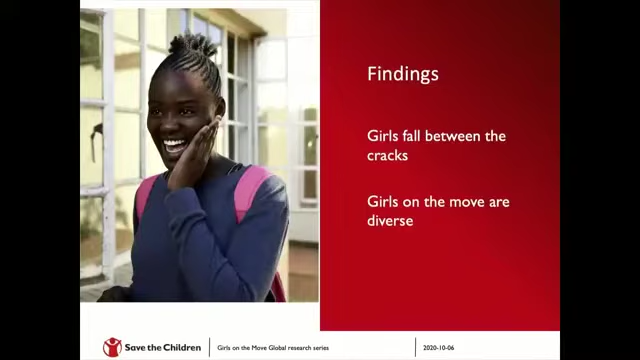 Findings
Girls fall between the
cracks
Girls on the move are
diverse
Save the Children
Girls on the Move Global research series
2020-10-06